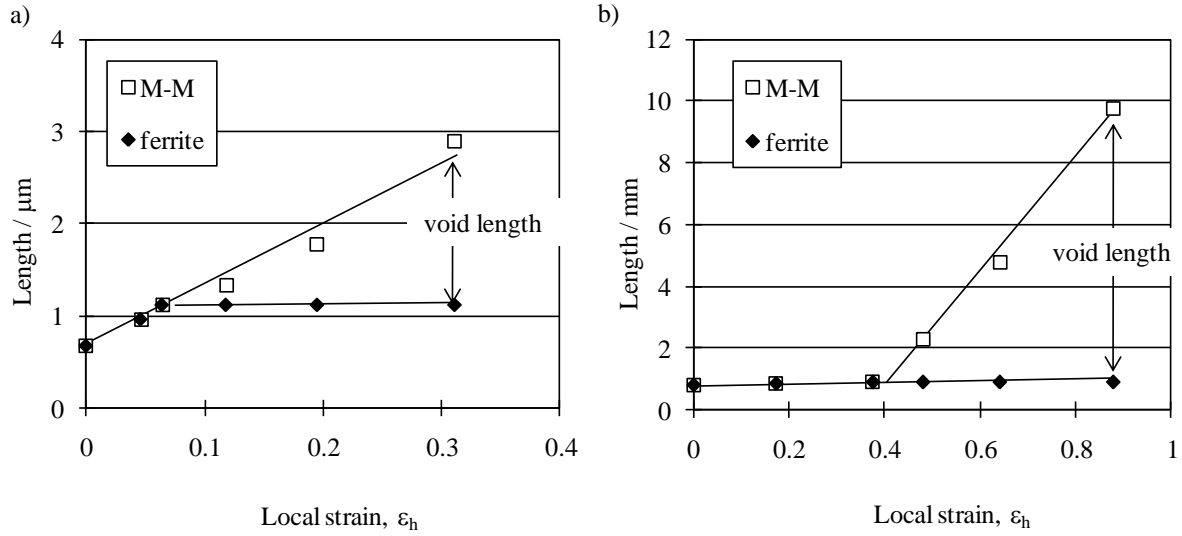 a)
4
3
2
1
0
Length / μm
M-M
ferrite
void length
0 0.1 0.2 0.3 0.4
Local strain, εh
b)
12
10
8
6
4
2
0
Length / mm
M-M
ferrite
void length
0 0.2 0.4 0.6 0.8 1
Local strain, εh